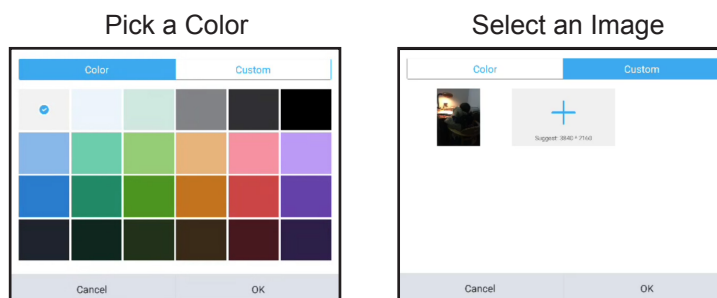 Pick a Color
Color Custom
Cancel OK
Select an Image
Color Custom
Suggest: 3840 * 2160
Cancel OK